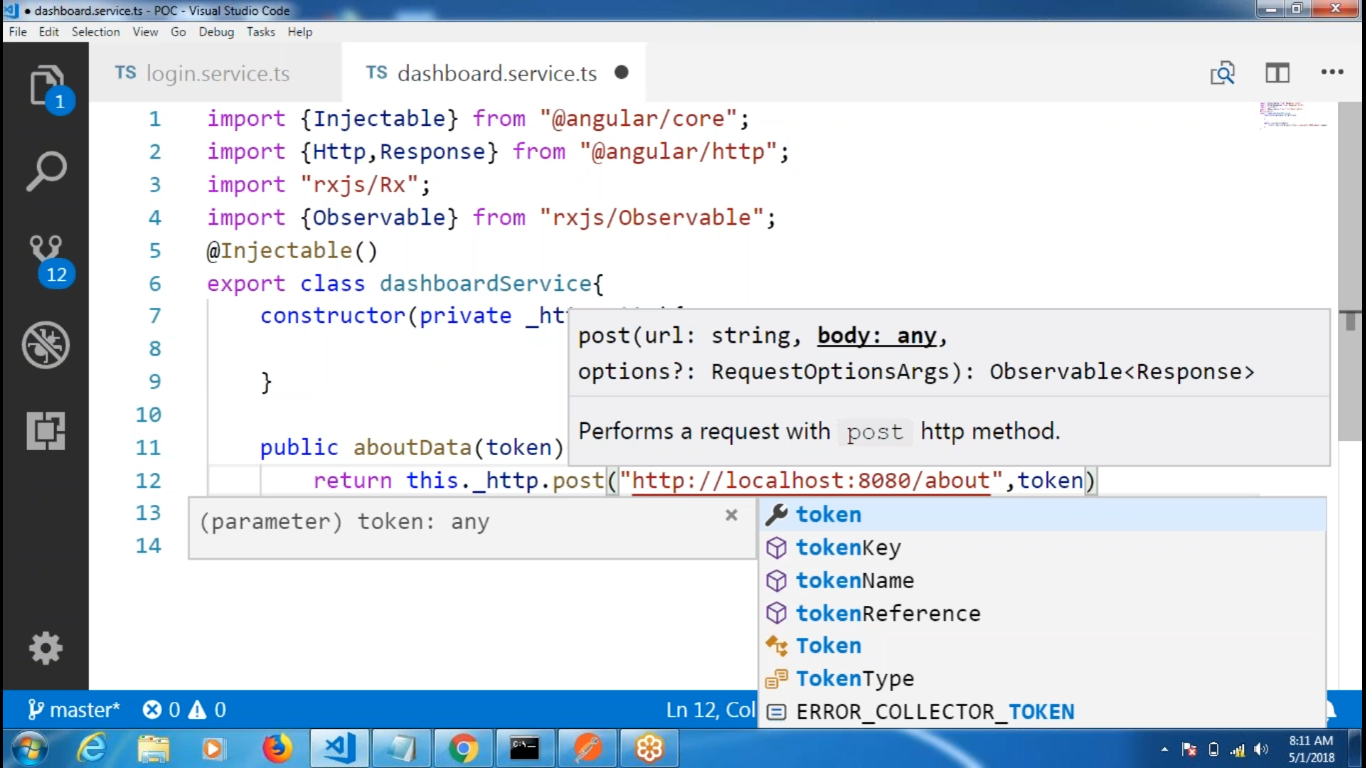 dashboard.service.ts - POC - Visual Studio Code
File Edit Selection View Go Debug Tasks Help
TS login.service.ts TS dashboard.service.ts
1 import {Injectable} from "@angular/core";
2 import {Http,Response} from "@angular/http";
3 import "rxjs/Rx";
4 import {Observable} from "rxjs/Observable";
5 @Injectable()
6 export class dashboardService{
7 constructor(private _ht
post(url: string, body: any,
8
options?: RequestOptionsArgs): Observable<Response>
9 }
10
Performs a request with post http method.
11 public aboutData(token)
12 return this._http.post("http://localhost:8080/about",token)
13
(parameter) token: any ×
14
token
tokenKey
tokenName
tokenReference
Token
TokenType
ERROR_COLLECTOR_TOKEN
1
12
master* 0 0 Ln 12, Col
C:\
8:11 AM
5/1/2018